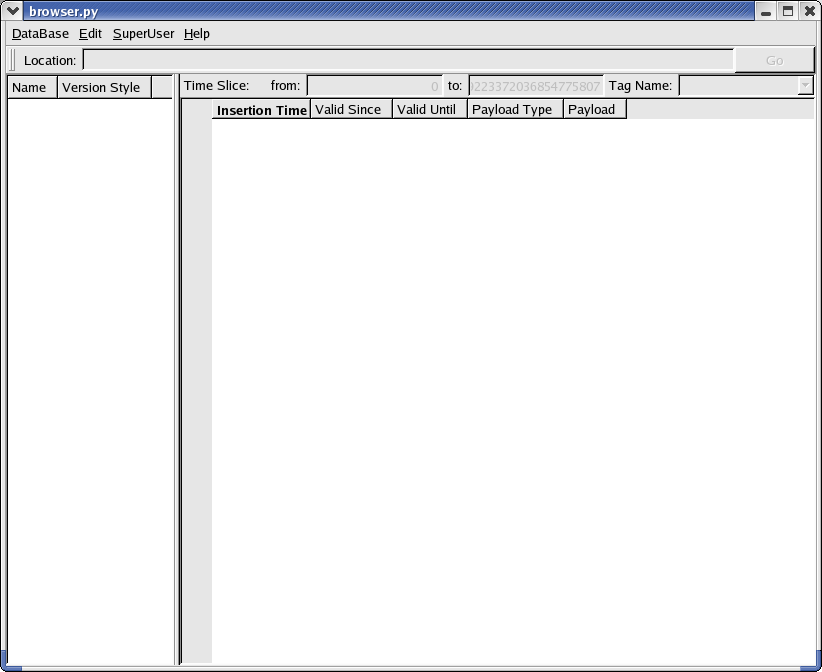 browser.py
DataBase Edit SuperUser Help
Location: Go
Name Version Style
Time Slice: from: 0 to: 0223372036854775807 Tag Name:
Insertion Time Valid Since Valid Until Payload Type Payload